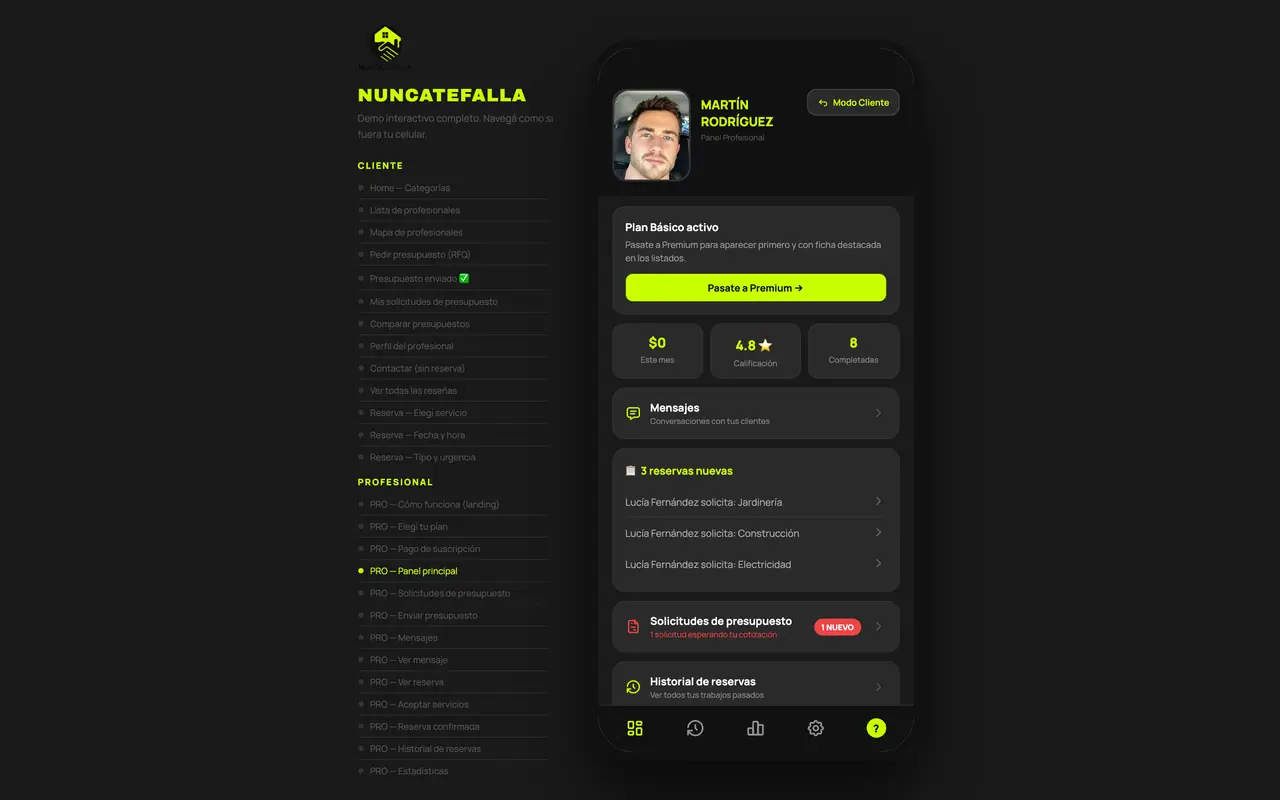 NUNCATEFALLA
Demo interactivo completo. Navegá como si
fuera tu celular.
CLIENTE
Home — Categorías
Lista de profesionales
Mapa de profesionales
Pedir presupuesto (RFQ)
Presupuesto enviado ✅
Mis solicitudes de presupuesto
Comparar presupuestos
Perfil del profesional
Contactar (sin reserva)
Ver todas las reseñas
Reserva — Elegí servicio
Reserva — Fecha y hora
Reserva — Tipo y urgencia
PROFESIONAL
PRO — Cómo funciona (landing)
PRO — Elegí tu plan
PRO — Pago de suscripción
PRO — Panel principal
PRO — Solicitudes de presupuesto
PRO — Enviar presupuesto
PRO — Mensajes
PRO — Ver mensaje
PRO — Ver reserva
PRO — Aceptar servicios
PRO — Reserva confirmada
PRO — Historial de reservas
PRO — Estadísticas
MARTÍN
RODRÍGUEZ
Panel Profesional
Modo Cliente
Plan Básico activo
Pasate a Premium para aparecer primero y con ficha destacada
en los listados.
Pasate a Premium →
$0
Este mes
4.8 ⭐
Calificación
8
Completadas
Mensajes
Conversaciones con tus clientes
📋 3 reservas nuevas
Lucía Fernández solicita: Jardinería
Lucía Fernández solicita: Construcción
Lucía Fernández solicita: Electricidad
Solicitudes de presupuesto
1 solicitud esperando tu cotización
1 NUEVO
Historial de reservas
Ver todos tus trabajos pasados
?